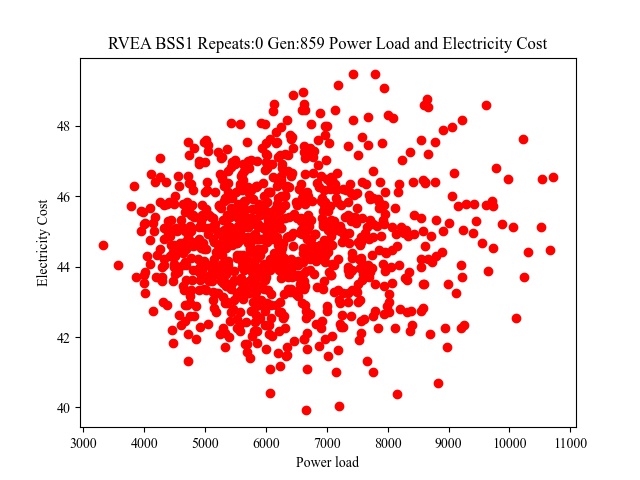 RVEA BSS1 Repeats:0 Gen:859 Power Load and Electricity Cost
48
46
44
42
40
Electricity Cost
3000 4000 5000 6000 7000 8000 9000 10000 11000
Power load